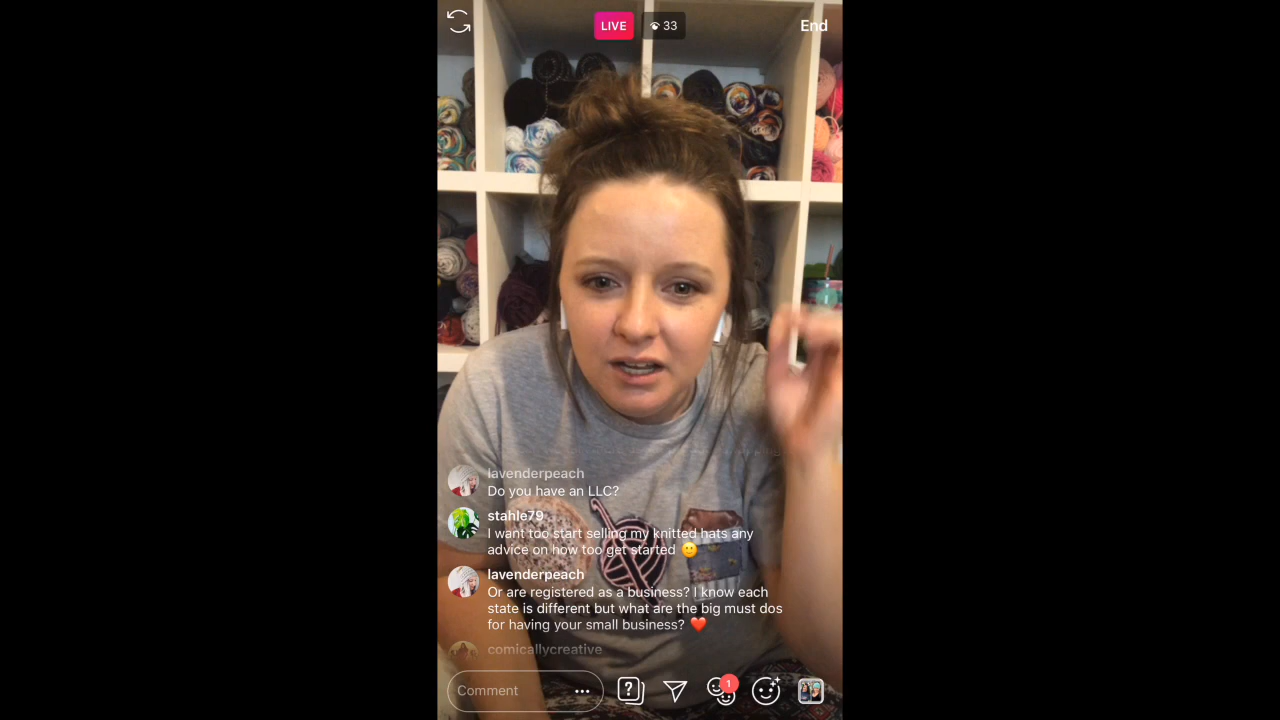 LIVE
33
End
lavenderpeach
Do you have an LLC?
stahle79
I want too start selling my knitted hats any
advice on how too get started
lavenderpeach
Or are registered as a business? I know each
state is different but what are the big must dos
for having your small business?
comicallycreative
Comment
1